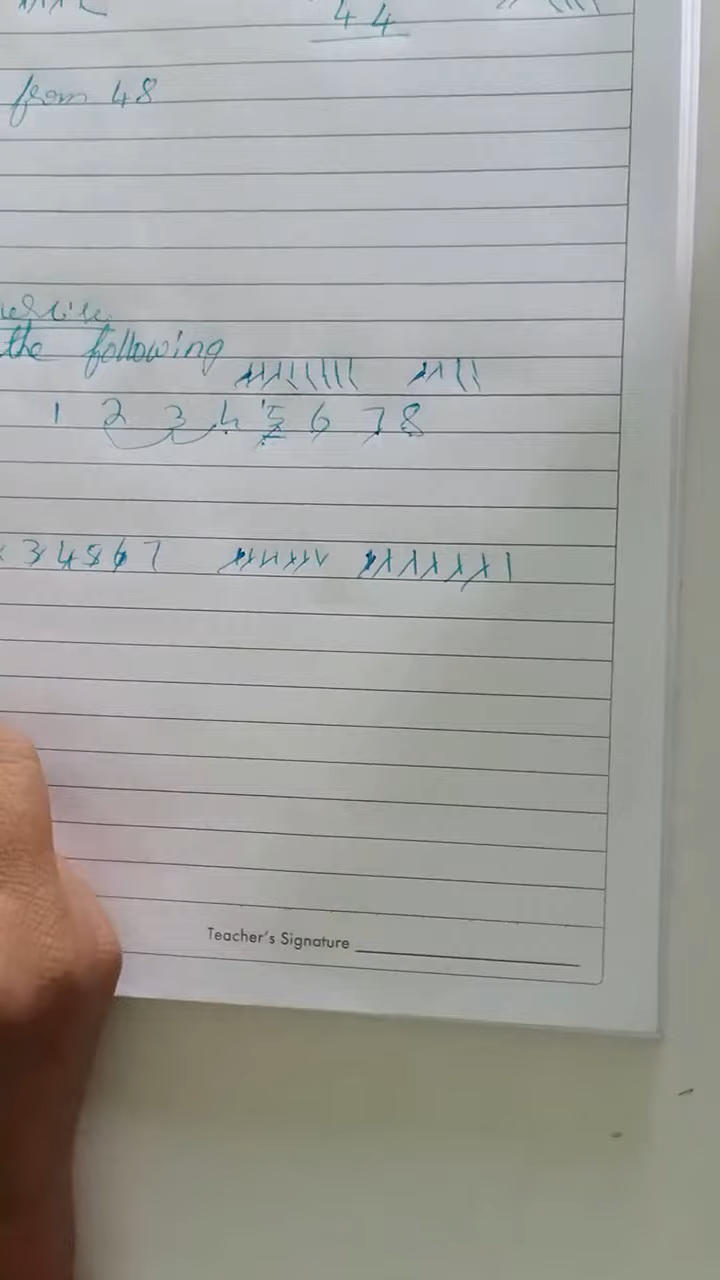 44
from 48
the following
1 2 3 4 5 6 7 8
3 4 5 6 7
Teacher's Signature